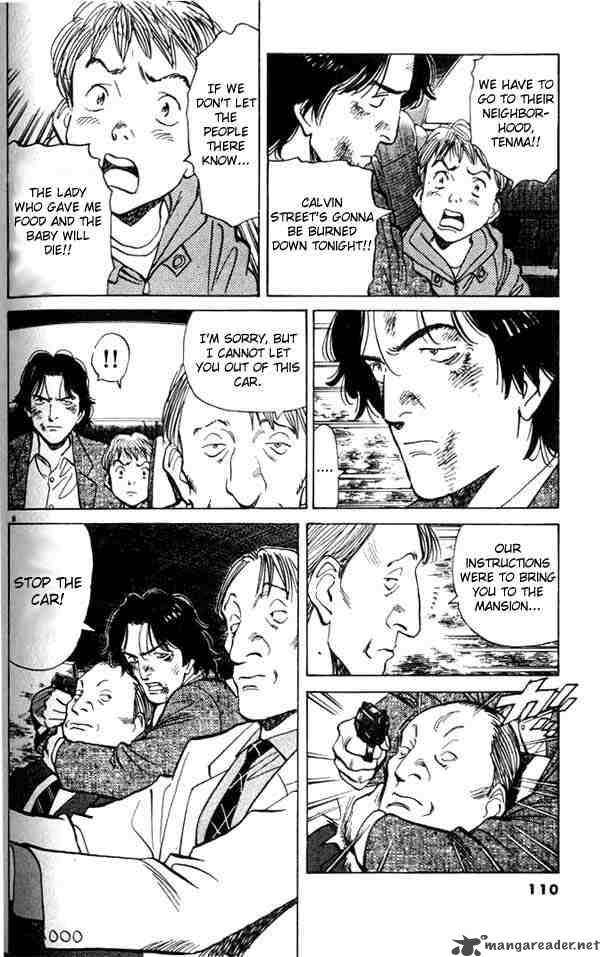 WE HAVE
TO GO TO
THEIR
NEIGHBOR-
HOOD,
TENMA!!
CALVIN
STREET'S GONNA
BE BURNED
DOWN TONIGHT!!
IF WE
DON'T LET
THE
PEOPLE
THERE
KNOW...
THE LADY
WHO GAVE ME
FOOD AND THE
BABY WILL
DIE!!
....
I'M SORRY, BUT
I CANNOT LET
YOU OUT OF THIS
CAR.
!!
OUR
INSTRUCTIONS
WERE TO BRING
YOU TO THE
MANSION...
ガバ!
STOP THE
CAR!
110
mangareader.net